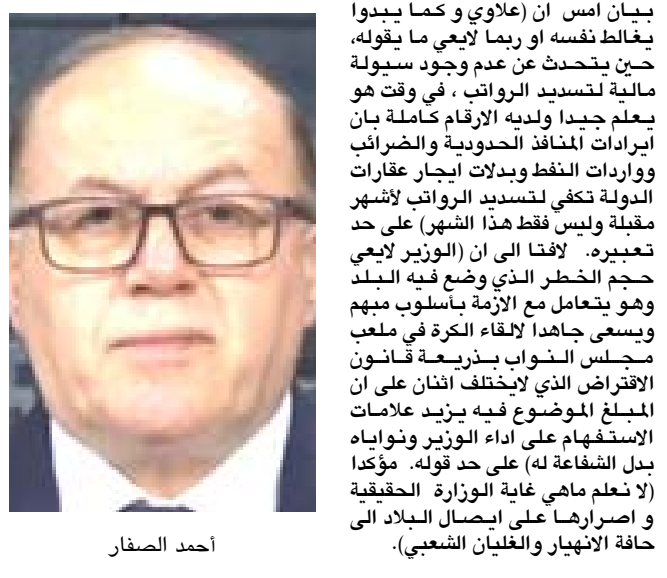 بيان امس ان (علاوي و كما يبدوا
يغالط نفسه او ربما لايعي ما يقوله،
حين يتحدث عن عدم وجود سيولة
مالية لتسديد الرواتب ، في وقت هو
يعلم جيدا ولديه الارقام كاملة بان
ايرادات المنافذ الحدودية والضرائب
وواردات النفط وبدلات ايجار عقارات
الدولة تكفي لتسديد الرواتب لأشهر
مقبلة وليس فقط هذا الشهر) على حد
تعبيره. لافتا الى ان (الوزير لايعي
حجم الخطر الذي وضع فيه البلد
وهو يتعامل مع الازمة بأسلوب مبهم
ويسعى جاهدا لالقاء الكرة في ملعب
مجلس النواب بذريعة قانون
الاقتراض الذي لايختلف اثنان على ان
المبلغ الموضوع فيه يزيد علامات
الاستفهام على اداء الوزير ونواياه
بدل الشفاعة له) على حد قوله. مؤكدا
(لا نعلم ماهي غاية الوزارة الحقيقية
و اصرارها على ايصال البلاد الى
حافة الانهيار والغليان الشعبي).
أحمد الصفار